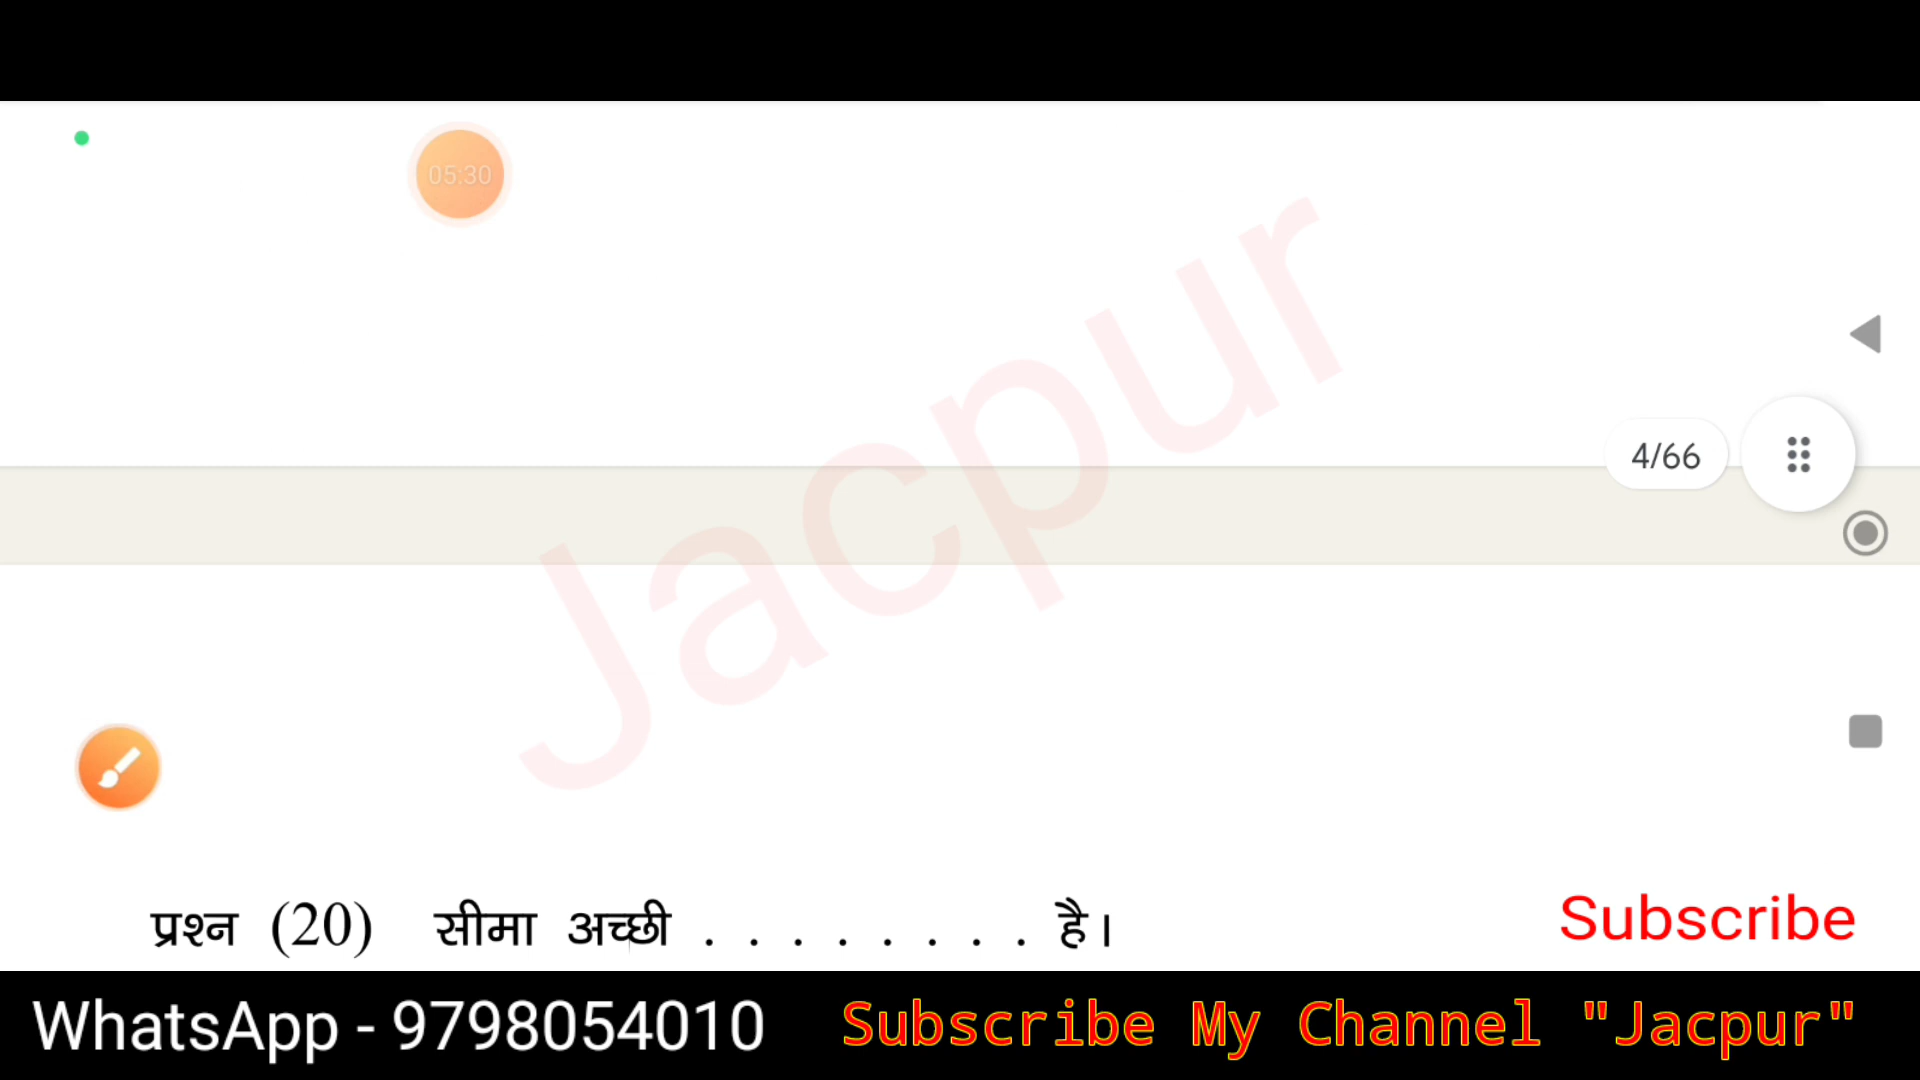 05:30
Jacpur
4/66
प्रश्न (20) सीमा अच्छी . . . . . . . . है।
Subscribe
WhatsApp - 9798054010 Subscribe My Channel "Jacpur"